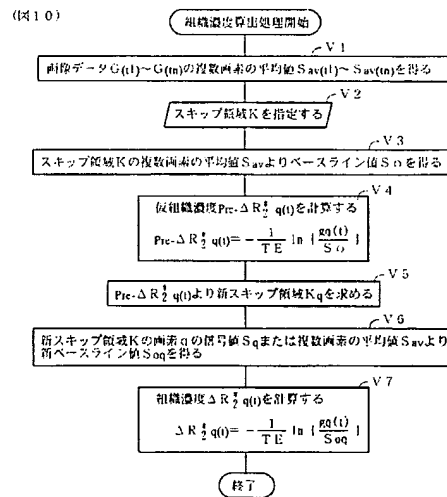 (図10)
組織濃度算出処理開始
V1
画像データG(t1)~G(tn)の複数画素の平均値Sav(t1)~Sav(tn)を得る
V2
スキップ領域Kを指定する
V3
スキップ領域Kの複数画素の平均値Savよりベースライン値Soを得る
V4
仮組織濃度Pre-ΔR2* q(t)を計算する
Pre-ΔR2* q(t)= - 1/TE ln { gq(t)/So }
V5
Pre-ΔR2* q(t)より新スキップ領域Kqを求める
V6
新スキップ領域Kの画素qの信号値Sqまたは複数画素の平均値Savより
新ベースライン値Soqを得る
V7
組織濃度ΔR2* q(t)を計算する
ΔR2* q(t)= - 1/TE ln { gq(t)/Soq }
終了